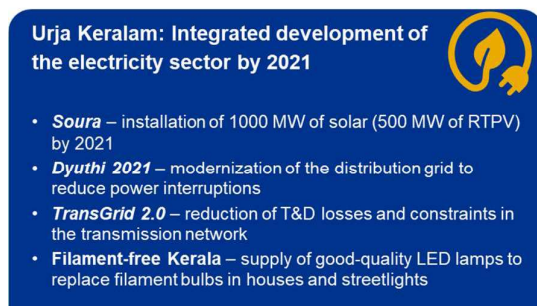 Urja Keralam: Integrated development of
the electricity sector by 2021
• Soura – installation of 1000 MW of solar (500 MW of RTPV)
by 2021
• Dyuthi 2021 – modernization of the distribution grid to
reduce power interruptions
• TransGrid 2.0 – reduction of T&D losses and constraints in
the transmission network
• Filament-free Kerala – supply of good-quality LED lamps to
replace filament bulbs in houses and streetlights